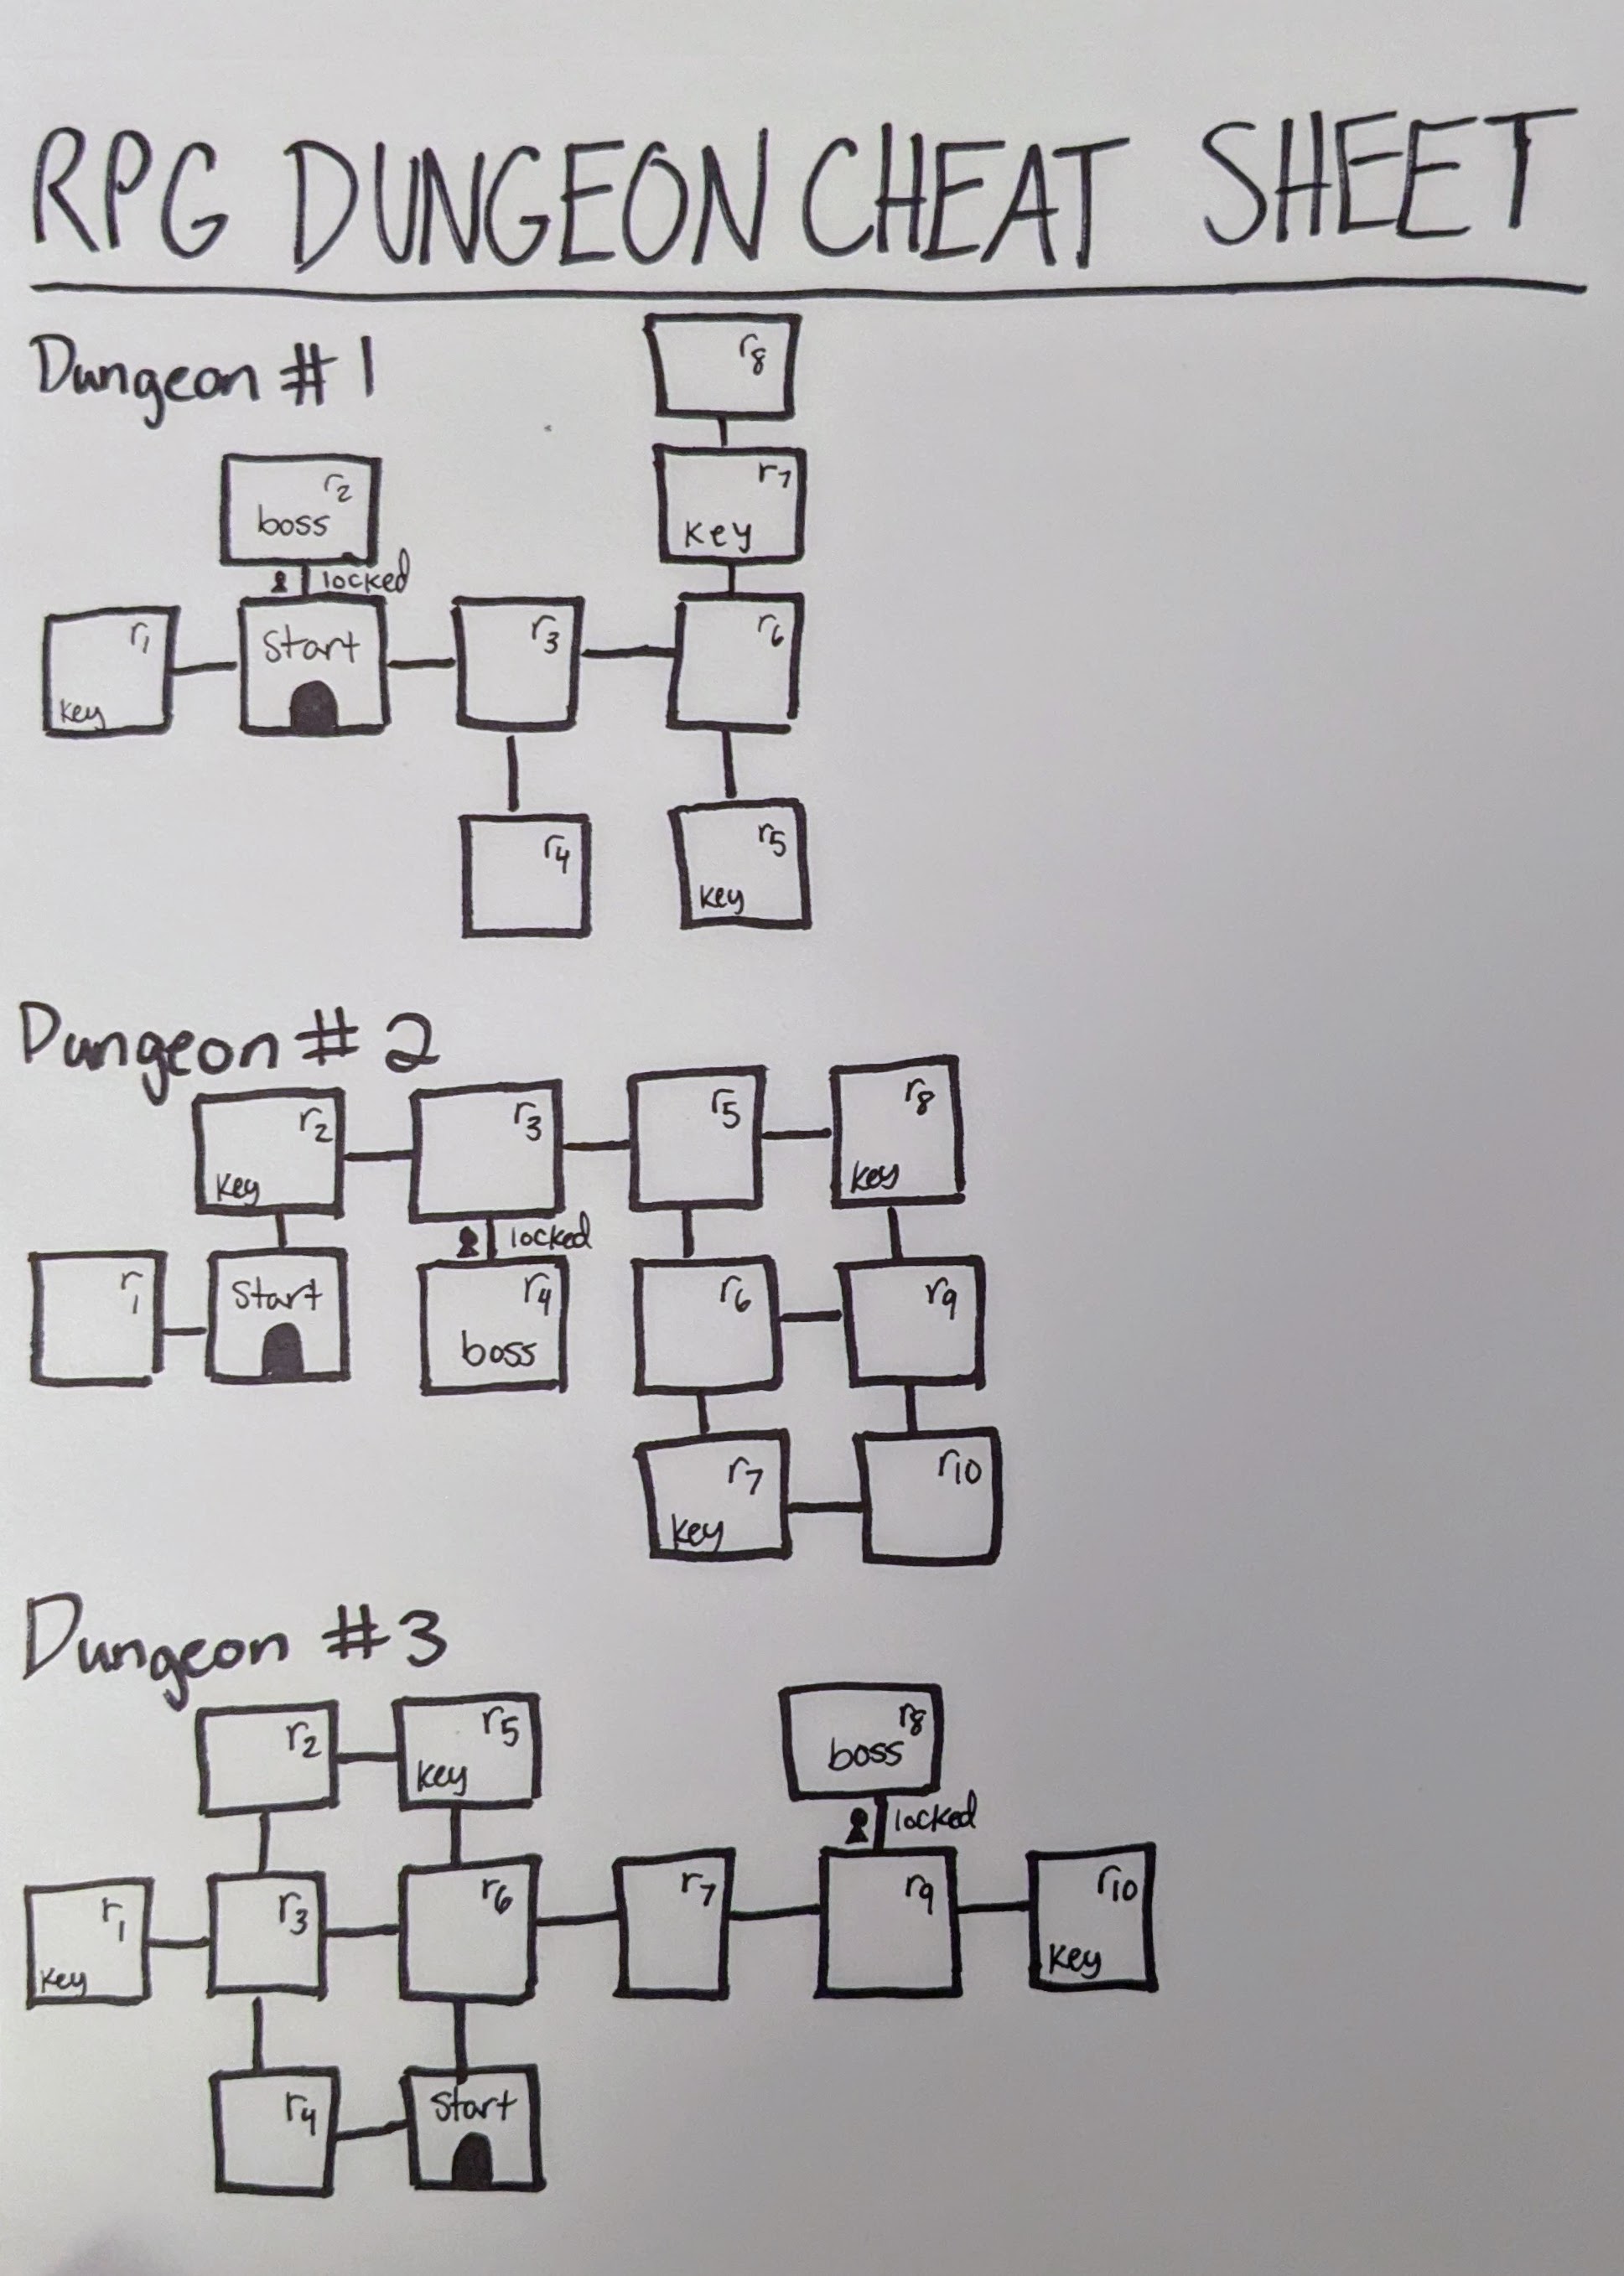 RPG DUNGEON CHEAT SHEET
Dungeon #1
r8
r2
boss
r7
key
locked
r1
key
Start
r3
r6
r4
r5
key
Dungeon #2
r2
key
r3
r5
r8
key
locked
r1
Start
r4
boss
r6
r9
r7
key
r10
Dungeon #3
r2
r5
key
r8
boss
locked
r1
key
r3
r6
r7
r9
r10
key
r4
Start